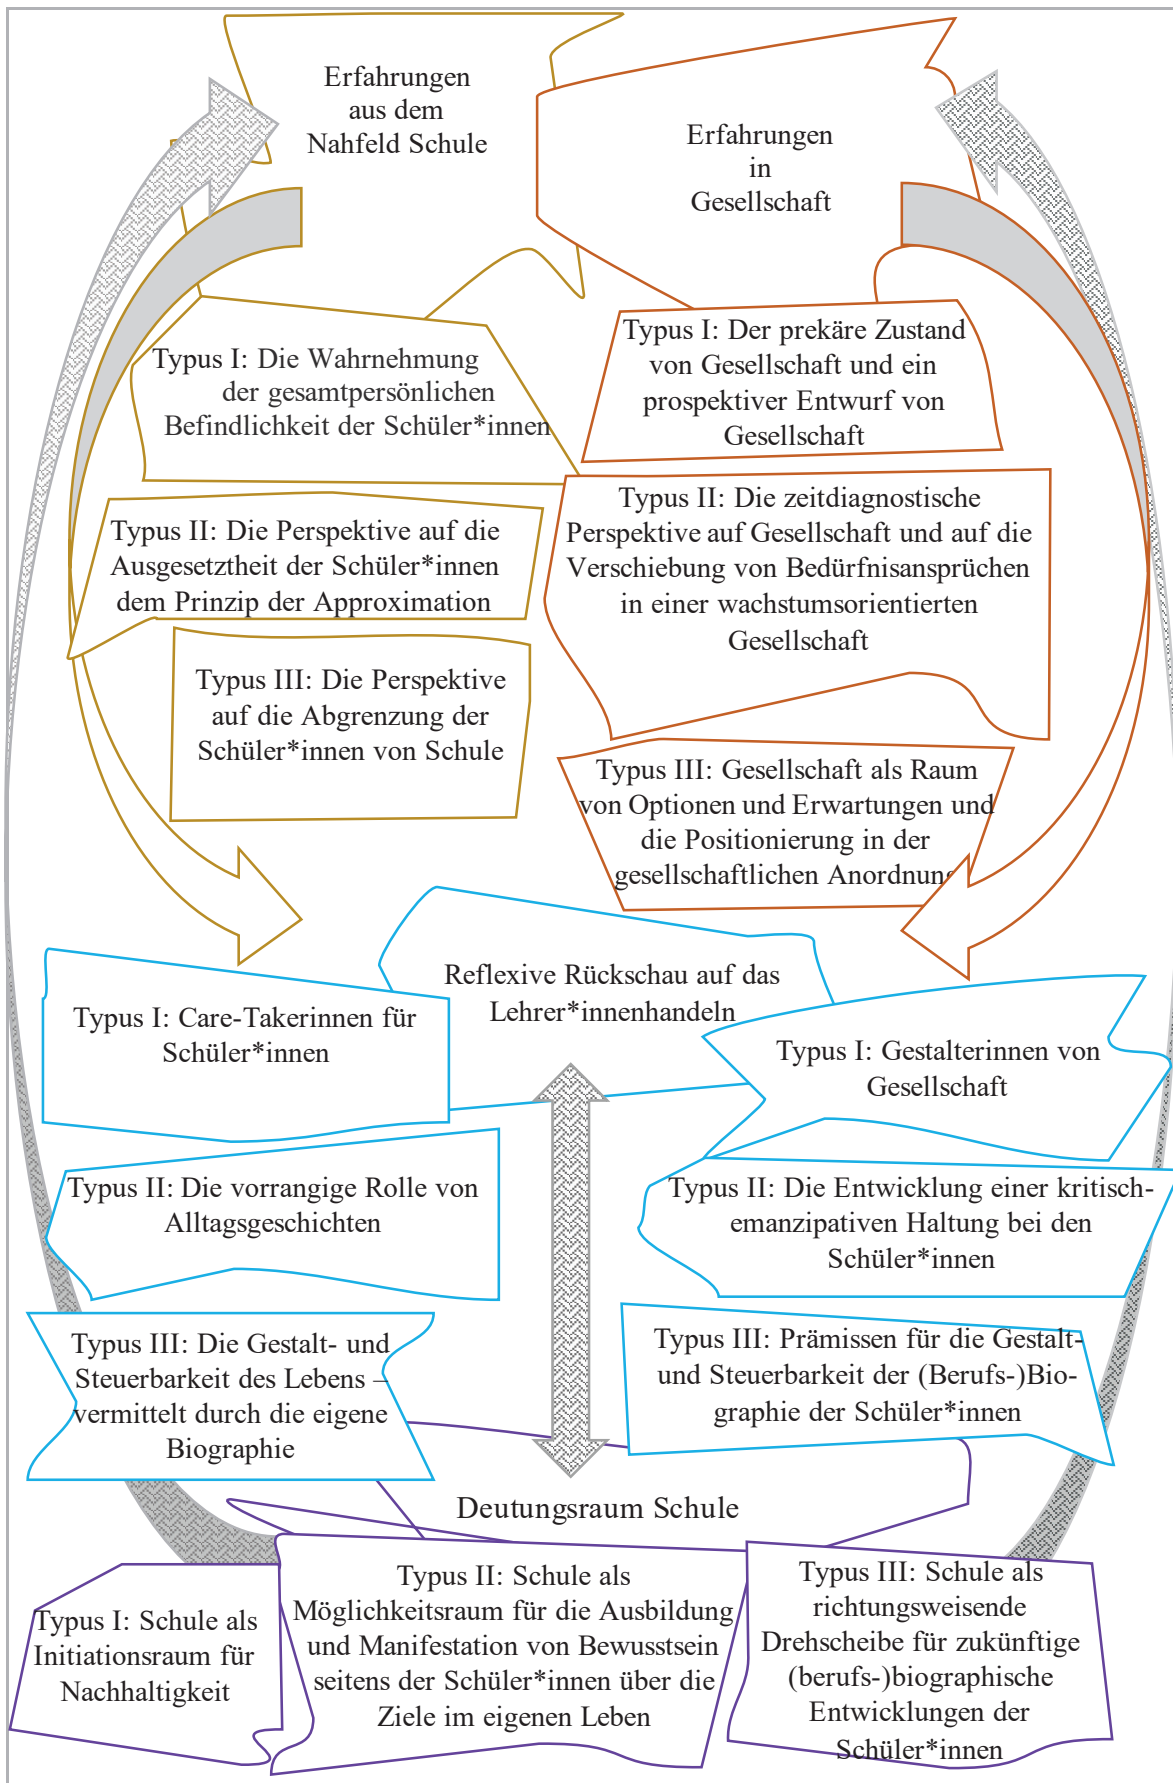 Erfahrungen
aus dem
Nahfeld Schule
Erfahrungen
in
Gesellschaft
Typus I: Die Wahrnehmung
der gesamtpersönlichen
Befindlichkeit der Schüler*innen
Typus II: Die Perspektive auf die
Ausgesetztheit der Schüler*innen
dem Prinzip der Approximation
Typus III: Die Perspektive
auf die Abgrenzung der
Schüler*innen von Schule
Typus I: Der prekäre Zustand
von Gesellschaft und ein
prospektiver Entwurf von
Gesellschaft
Typus II: Die zeitdiagnostische
Perspektive auf Gesellschaft und auf die
Verschiebung von Bedürfnisansprüchen
in einer wachstumsorientierten
Gesellschaft
Typus III: Gesellschaft als Raum
von Optionen und Erwartungen und
die Positionierung in der
gesellschaftlichen Anordnung
Reflexive Rückschau auf das
Lehrer*innenhandeln
Typus I: Care-Takerinnen für
Schüler*innen
Typus II: Die vorrangige Rolle von
Alltagsgeschichten
Typus III: Die Gestalt- und
Steuerbarkeit des Lebens –
vermittelt durch die eigene
Biographie
Typus I: Gestalterinnen von
Gesellschaft
Typus II: Die Entwicklung einer kritisch-
emanzipativen Haltung bei den
Schüler*innen
Typus III: Prämissen für die Gestalt-
und Steuerbarkeit der (Berufs-)Bio-
graphie der Schüler*innen
Deutungsraum Schule
Typus I: Schule als
Initiationsraum für
Nachhaltigkeit
Typus II: Schule als
Möglichkeitsraum für die Ausbildung
und Manifestation von Bewusstsein
seitens der Schüler*innen über die
Ziele im eigenen Leben
Typus III: Schule als
richtungsweisende
Drehscheibe für zukünftige
(berufs-)biographische
Entwicklungen der
Schüler*innen